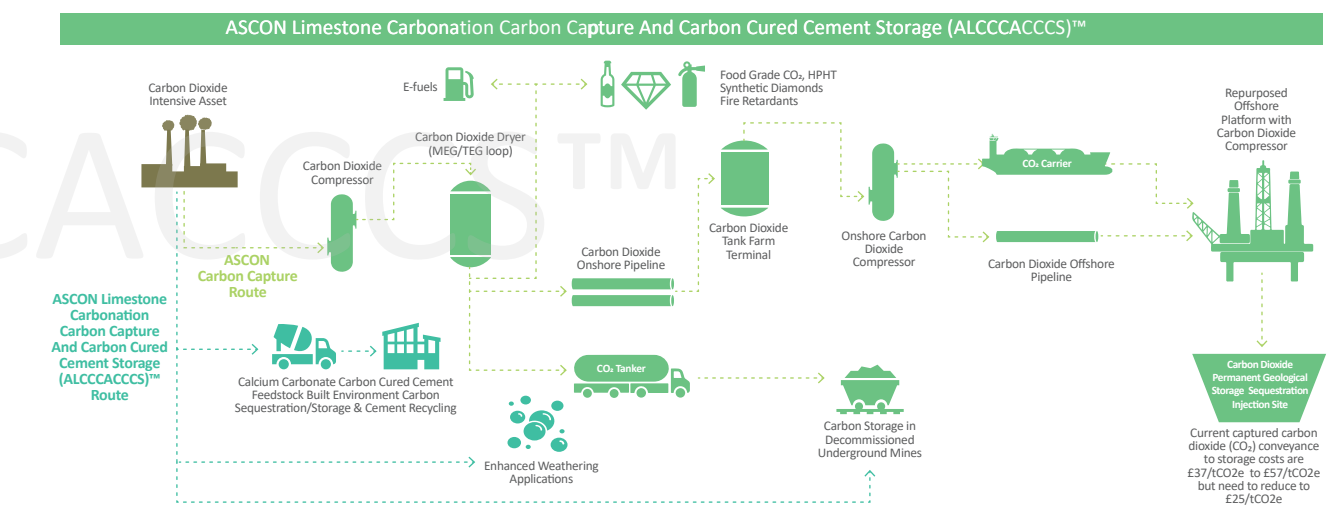 ASCON Limestone Carbonation Carbon Capture And Carbon Cured Cement Storage (ALCCCACCCS)™
CACCCS™
Carbon Dioxide
Intensive Asset
E-fuels
Food Grade CO₂, HPHT
Synthetic Diamonds
Fire Retardants
Repurposed
Offshore
Platform with
Carbon Dioxide
Compressor
Carbon Dioxide
Compressor
Carbon Dioxide Dryer
(MEG/TEG loop)
CO₂ Carrier
ASCON
Carbon Capture
Route
Carbon Dioxide
Onshore Pipeline
Carbon Dioxide
Tank Farm
Terminal
Onshore Carbon
Dioxide
Compressor
Carbon Dioxide Offshore
Pipeline
ASCON Limestone
Carbonation
Carbon Capture
And Carbon Cured
Cement Storage
(ALCCCACCCS)™
Route
Calcium Carbonate Carbon Cured Cement
Feedstock Built Environment Carbon
Sequestration/Storage & Cement Recycling
CO₂ Tanker
Carbon Storage in
Decommissioned
Underground Mines
Enhanced Weathering
Applications
Carbon Dioxide
Permanent Geological
Storage Sequestration
Injection Site
Current captured carbon
dioxide (CO₂) conveyance
to storage costs are
£37/tCO2e to £57/tCO2e
but need to reduce to
£25/tCO2e